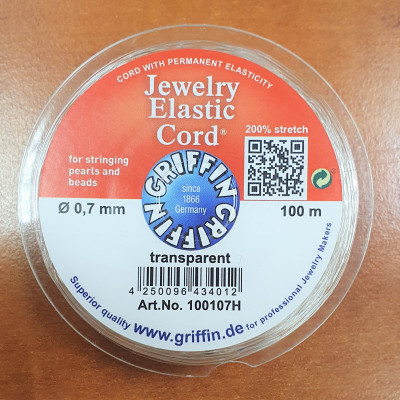 CORD WITH PERMANENT ELASTICITY
Jewelry
Elastic
Cord®
200% stretch
for stringing
pearls and
beads
GRIFFIN GRIFFIN
since
1866
Germany
Ø 0,7 mm
100 m
transparent
4 250096 434012
Art.No. 100107H
Superior quality www.griffin.de for professional Jewelry Makers